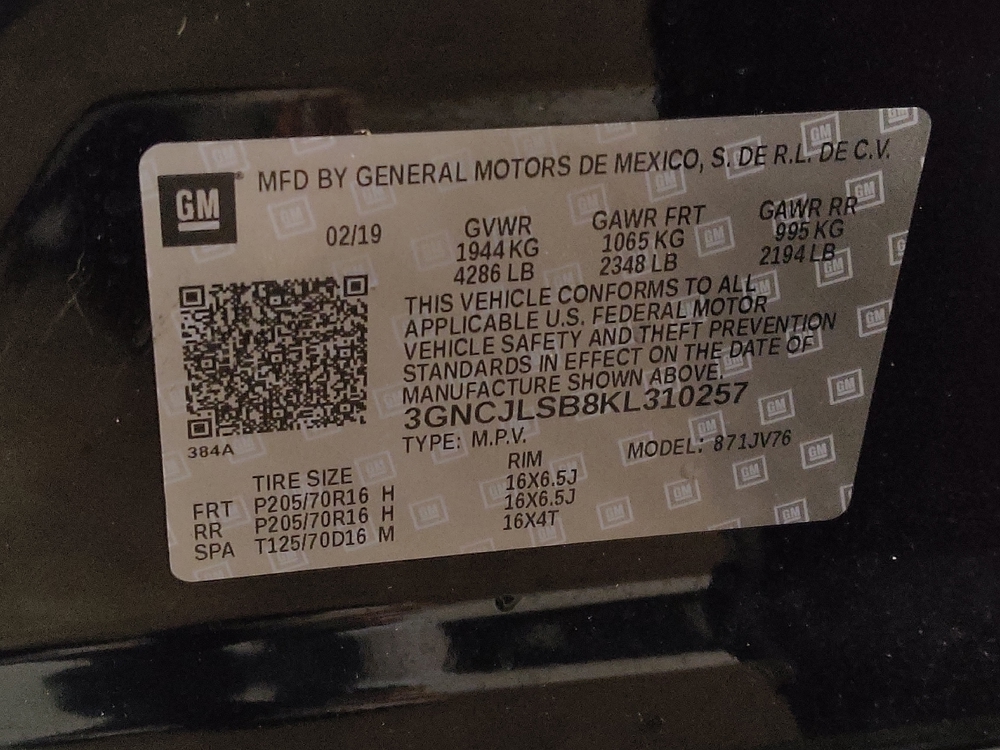 GM
MFD BY GENERAL MOTORS DE MEXICO, S. DE R.L. DE C.V.
02/19
GVWR GAWR FRT GAWR RR
1944 KG 1065 KG 995 KG
4286 LB 2348 LB 2194 LB
THIS VEHICLE CONFORMS TO ALL
APPLICABLE U.S. FEDERAL MOTOR
VEHICLE SAFETY AND THEFT PREVENTION
STANDARDS IN EFFECT ON THE DATE OF
MANUFACTURE SHOWN ABOVE.
3GNCJLSB8KL310257
384A
TYPE: M.P.V. MODEL: 871JV76
TIRE SIZE RIM
FRT P205/70R16 H 16X6.5J
RR P205/70R16 H 16X6.5J
SPA T125/70D16 M 16X4T